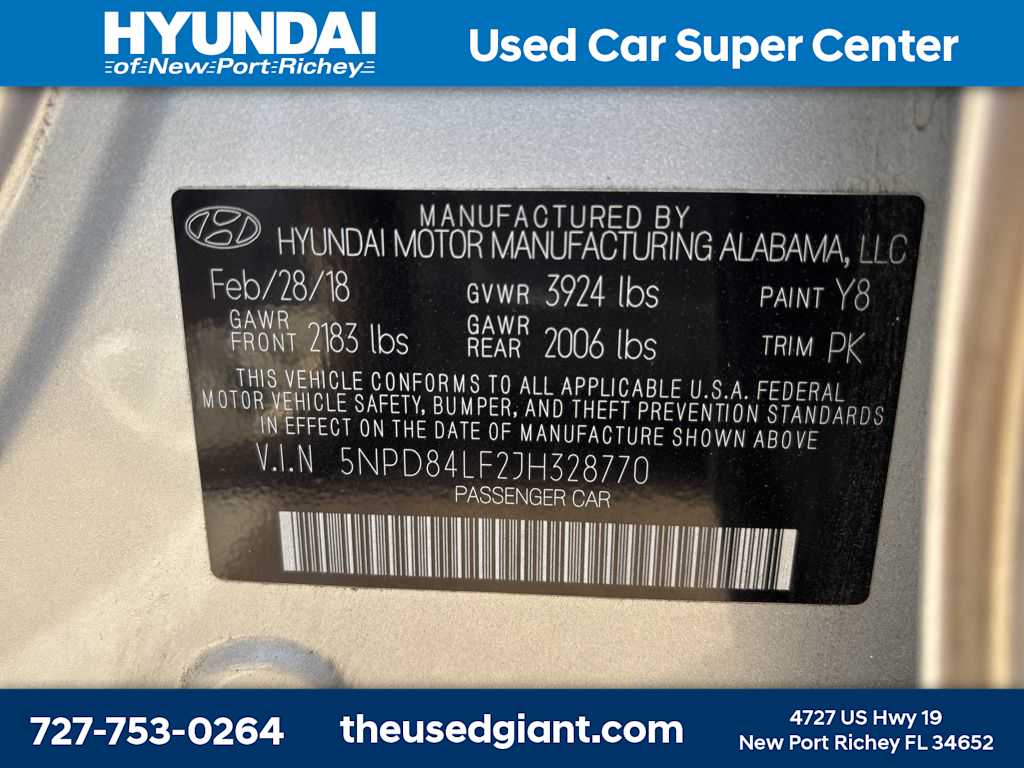 HYUNDAI
of New Port Richey
Used Car Super Center
MANUFACTURED BY
HYUNDAI MOTOR MANUFACTURING ALABAMA, LLC
Feb/28/18 GVWR 3924 lbs PAINT Y8
GAWR FRONT 2183 lbs GAWR REAR 2006 lbs TRIM PK
THIS VEHICLE CONFORMS TO ALL APPLICABLE U.S.A. FEDERAL
MOTOR VEHICLE SAFETY, BUMPER, AND THEFT PREVENTION STANDARDS
IN EFFECT ON THE DATE OF MANUFACTURE SHOWN ABOVE
V.I.N 5NPD84LF2JH328770
PASSENGER CAR
727-753-0264
theusedgiant.com
4727 US Hwy 19
New Port Richey FL 34652